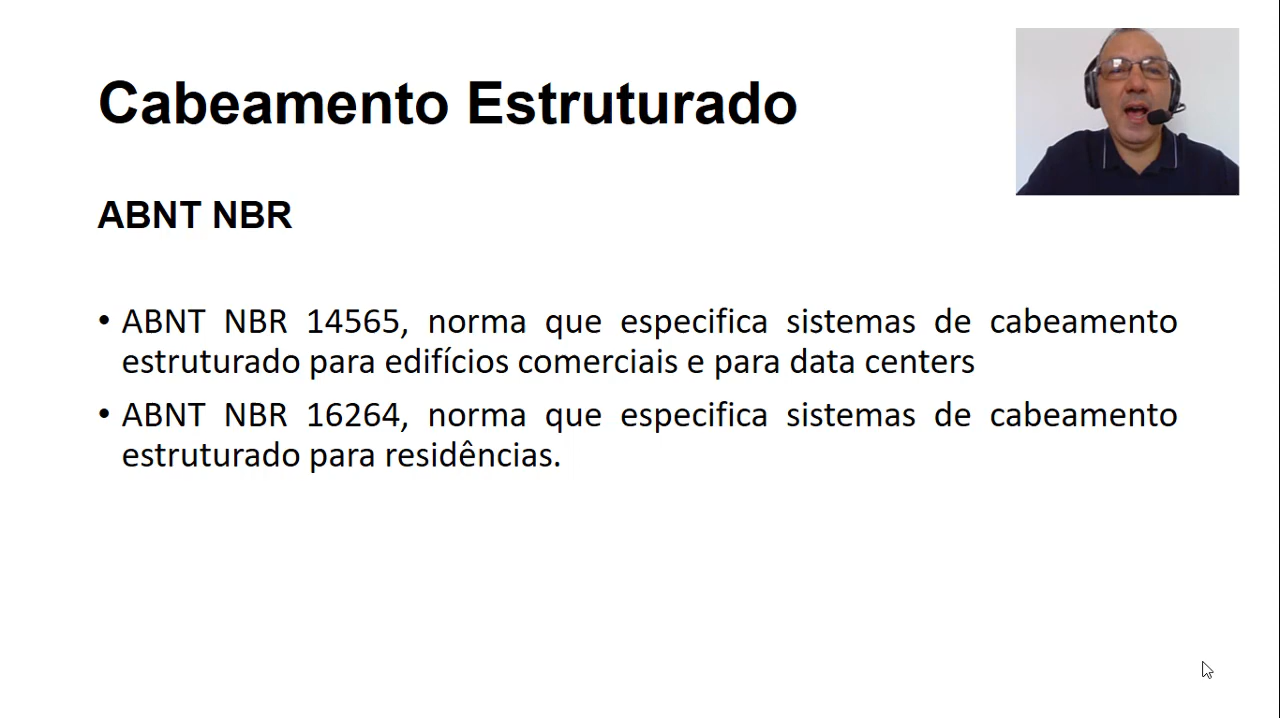 Cabeamento Estruturado
ABNT NBR
• ABNT NBR 14565, norma que especifica sistemas de cabeamento
estruturado para edifícios comerciais e para data centers
• ABNT NBR 16264, norma que especifica sistemas de cabeamento
estruturado para residências.